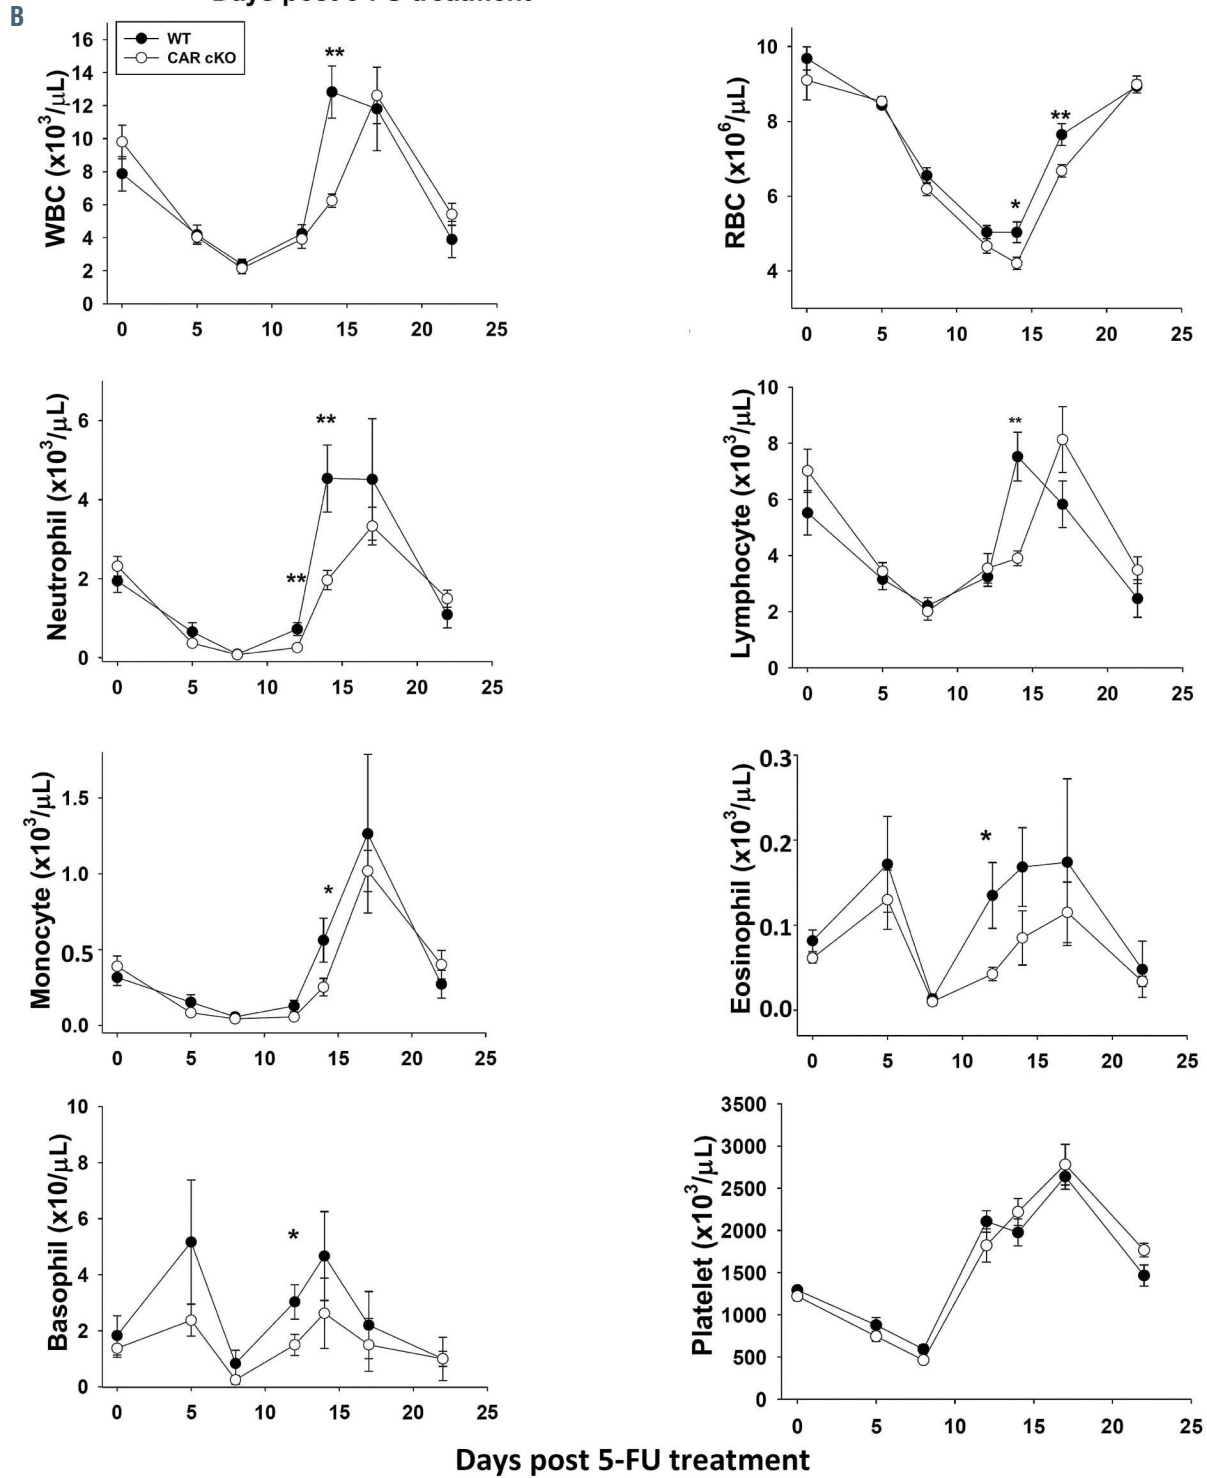 B
WBC (x10³/μL)
16
14
12
10
8
6
4
2
0
WT
CAR cKO
**
0 5 10 15 20 25
RBC (x10⁶/μL)
10
8
6
4
*
**
0 5 10 15 20 25
Neutrophil (x10³/μL)
6
4
2
0
**
**
0 5 10 15 20 25
Lymphocyte (x10³/μL)
10
8
6
4
2
0
**
0 5 10 15 20 25
Monocyte (x10³/μL)
1.5
1.0
0.5
0.0
*
0 5 10 15 20 25
Eosinophil (x10³/μL)
0.3
0.2
0.1
0.0
*
0 5 10 15 20 25
Basophil (x10/μL)
10
8
6
4
2
0
*
0 5 10 15 20 25
Platelet (x10³/μL)
3500
3000
2500
2000
1500
1000
500
0
0 5 10 15 20 25
Days post 5-FU treatment